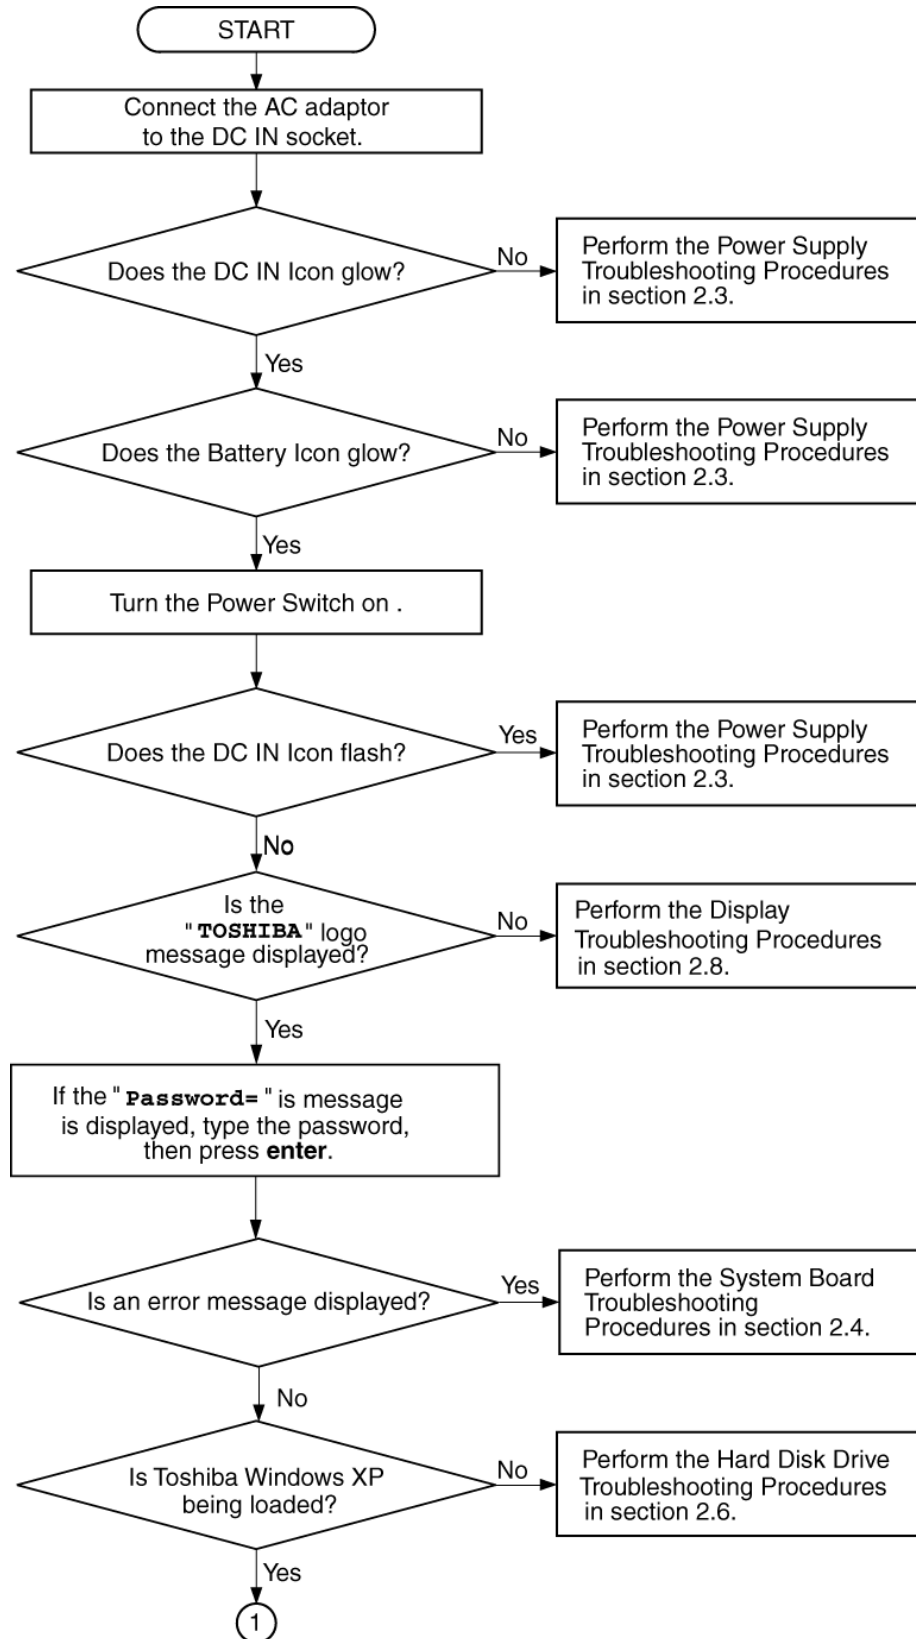 START
Connect the AC adaptor
to the DC IN socket.
Does the DC IN Icon glow?
No
Perform the Power Supply
Troubleshooting Procedures
in section 2.3.
Yes
Does the Battery Icon glow?
No
Perform the Power Supply
Troubleshooting Procedures
in section 2.3.
Yes
Turn the Power Switch on .
Does the DC IN Icon flash?
Yes
Perform the Power Supply
Troubleshooting Procedures
in section 2.3.
No
Is the
"TOSHIBA" logo
message displayed?
No
Perform the Display
Troubleshooting Procedures
in section 2.8.
Yes
If the "Password= " is message
is displayed, type the password,
then press enter.
Is an error message displayed?
Yes
Perform the System Board
Troubleshooting
Procedures in section 2.4.
No
Is Toshiba Windows XP
being loaded?
No
Perform the Hard Disk Drive
Troubleshooting Procedures
in section 2.6.
Yes
1